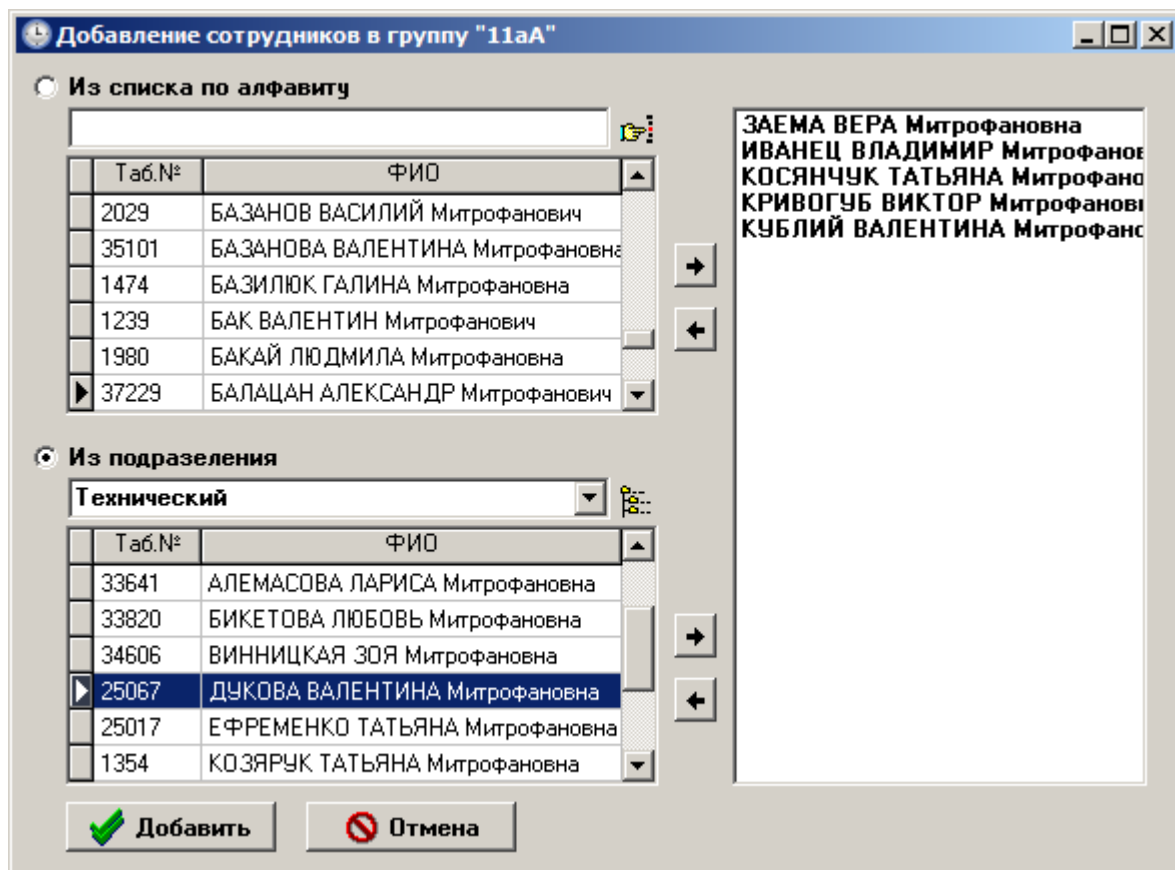 Добавление сотрудников в группу "11аА"
Из списка по алфавиту
Таб.№ ФИО
2029 БАЗАНОВ ВАСИЛИЙ Митрофанович
35101 БАЗАНОВА ВАЛЕНТИНА Митрофановна
1474 БАЗИЛЮК ГАЛИНА Митрофановна
1239 БАК ВАЛЕНТИН Митрофанович
1980 БАКАЙ ЛЮДМИЛА Митрофановна
37229 БАЛАЦАН АЛЕКСАНДР Митрофанович
Из подразеления
Технический
Таб.№ ФИО
33641 АЛЕМАСОВА ЛАРИСА Митрофановна
33820 БИКЕТОВА ЛЮБОВЬ Митрофановна
34606 ВИННИЦКАЯ ЗОЯ Митрофановна
25067 ДУКОВА ВАЛЕНТИНА Митрофановна
25017 ЕФРЕМЕНКО ТАТЬЯНА Митрофановна
1354 КОЗЯРУК ТАТЬЯНА Митрофановна
ЗАЕМА ВЕРА Митрофановна
ИВАНЕЦ ВЛАДИМИР Митрофанов
КОСЯНЧУК ТАТЬЯНА Митрофано
КРИВОГУБ ВИКТОР Митрофанов
КУБЛИЙ ВАЛЕНТИНА Митрофанс
Добавить
Отмена